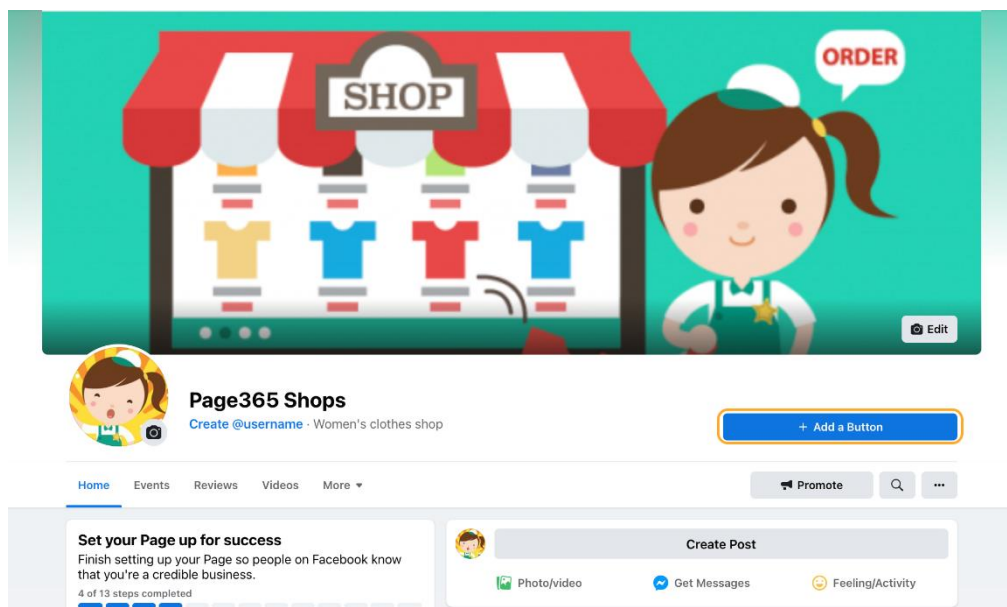 ORDER
SHOP
Edit
Page365 Shops
Create @username · Women's clothes shop
+ Add a Button
Home Events Reviews Videos More
Promote
Set your Page up for success
Finish setting up your Page so people on Facebook know
that you're a credible business.
4 of 13 steps completed
Create Post
Photo/video Get Messages Feeling/Activity